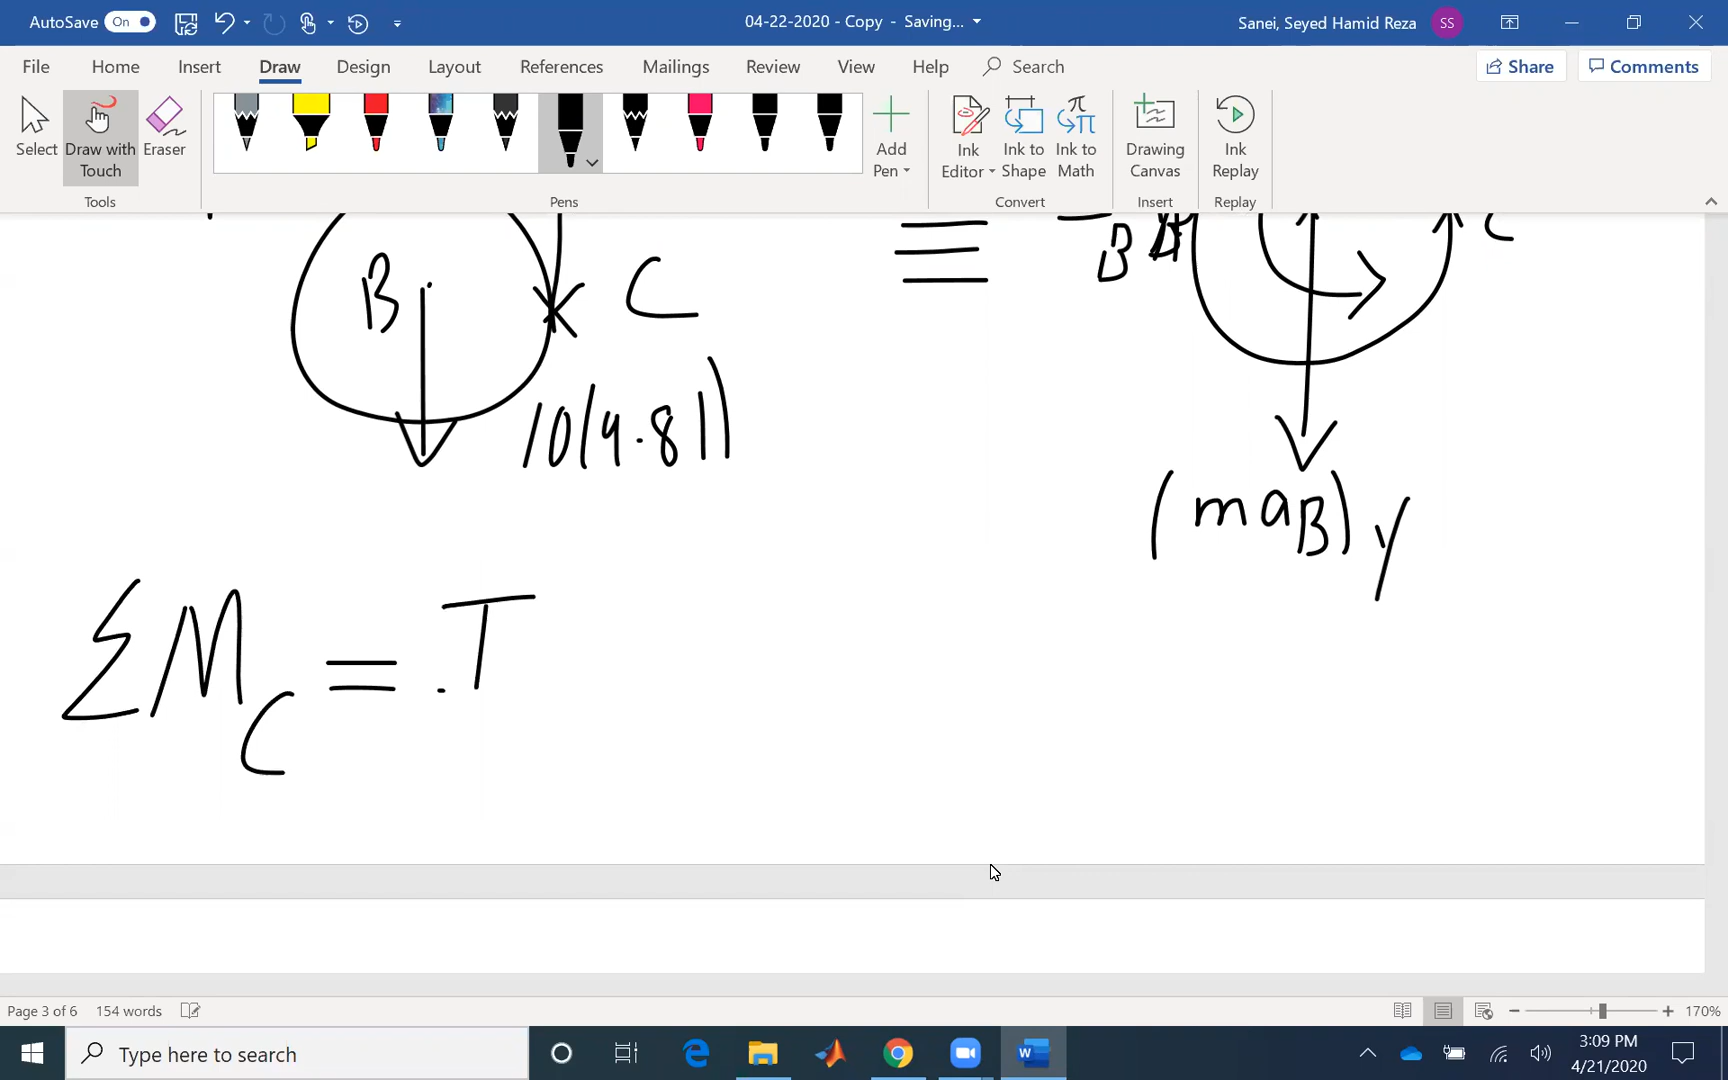 AutoSave On 04-22-2020 - Copy - Saving... Sanei, Seyed Hamid Reza SS
File Home Insert Draw Design Layout References Mailings Review View Help Search Share Comments
Select Draw with Touch Eraser Add Pen Ink Editor Ink to Shape Ink to Math Drawing Canvas Ink Replay
Tools Pens Convert Insert Replay
B C ≡ B C
10(9.81)
(maB)y
ΣMC = .T
Page 3 of 6 154 words 170%
Type here to search 3:09 PM
4/21/2020